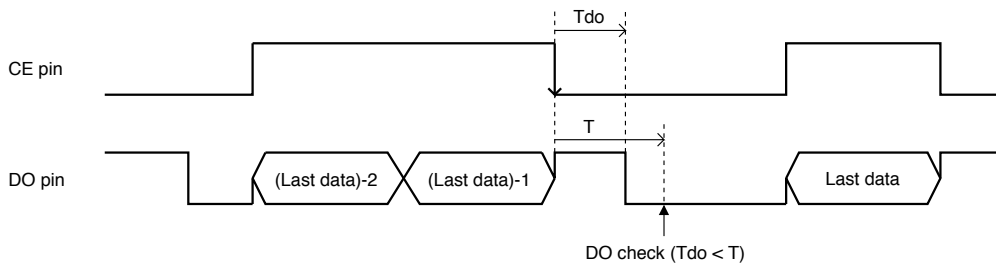 Tdo
CE pin
T
DO pin
(Last data)-2
(Last data)-1
Last data
DO check (Tdo < T)